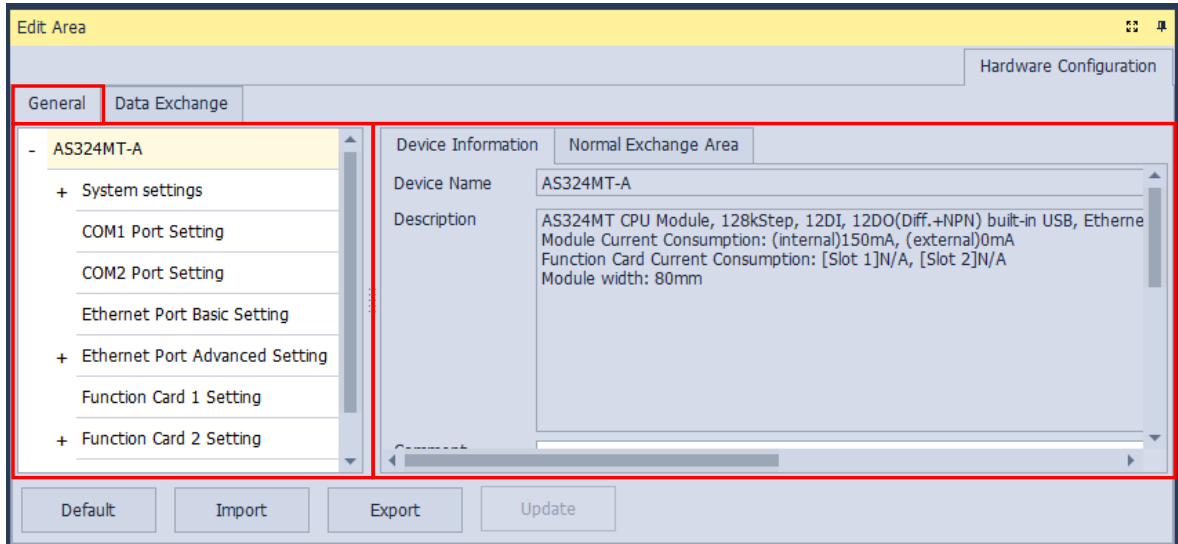 Edit Area
Hardware Configuration
General
Data Exchange
- AS324MT-A
+ System settings
COM1 Port Setting
COM2 Port Setting
Ethernet Port Basic Setting
+ Ethernet Port Advanced Setting
Function Card 1 Setting
+ Function Card 2 Setting
Device Information
Normal Exchange Area
Device Name
AS324MT-A
Description
AS324MT CPU Module, 128kStep, 12DI, 12DO(Diff.+NPN) built-in USB, Etherne
Module Current Consumption: (internal)150mA, (external)0mA
Function Card Current Consumption: [Slot 1]N/A, [Slot 2]N/A
Module width: 80mm
Comment
Default
Import
Export
Update